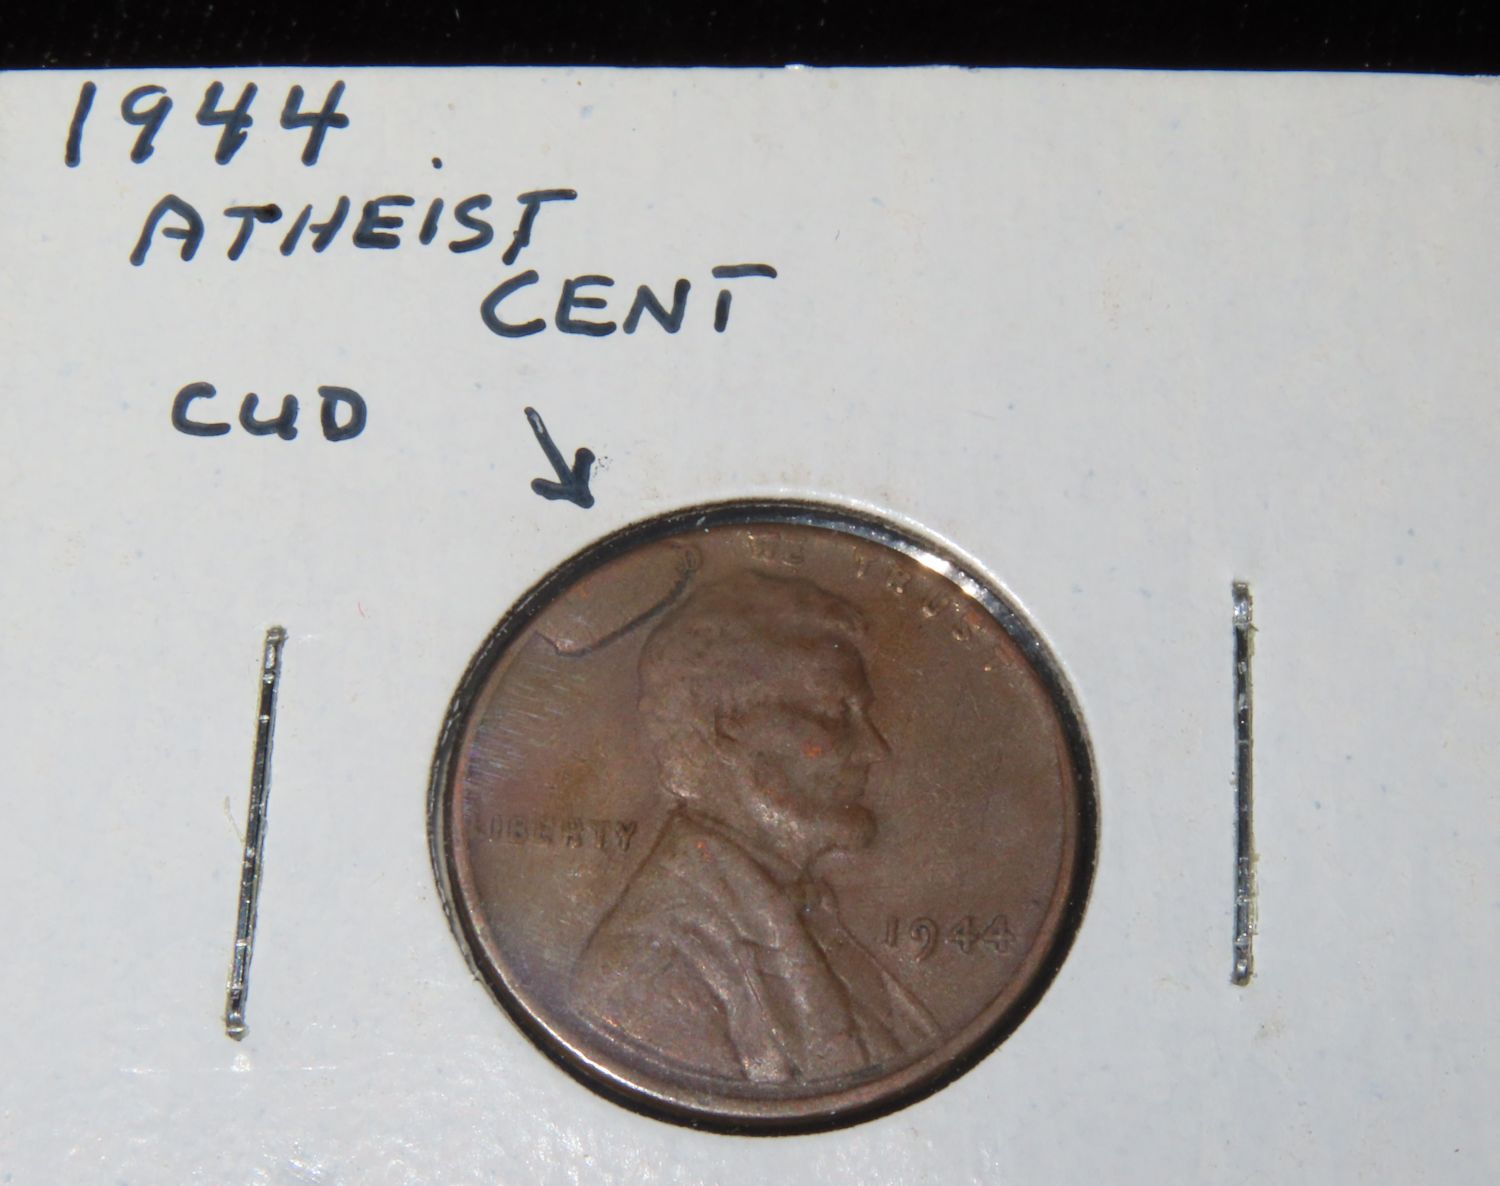 1944
ATHEIST
CENT
CUD
WE TRUST
LIBERTY
1944